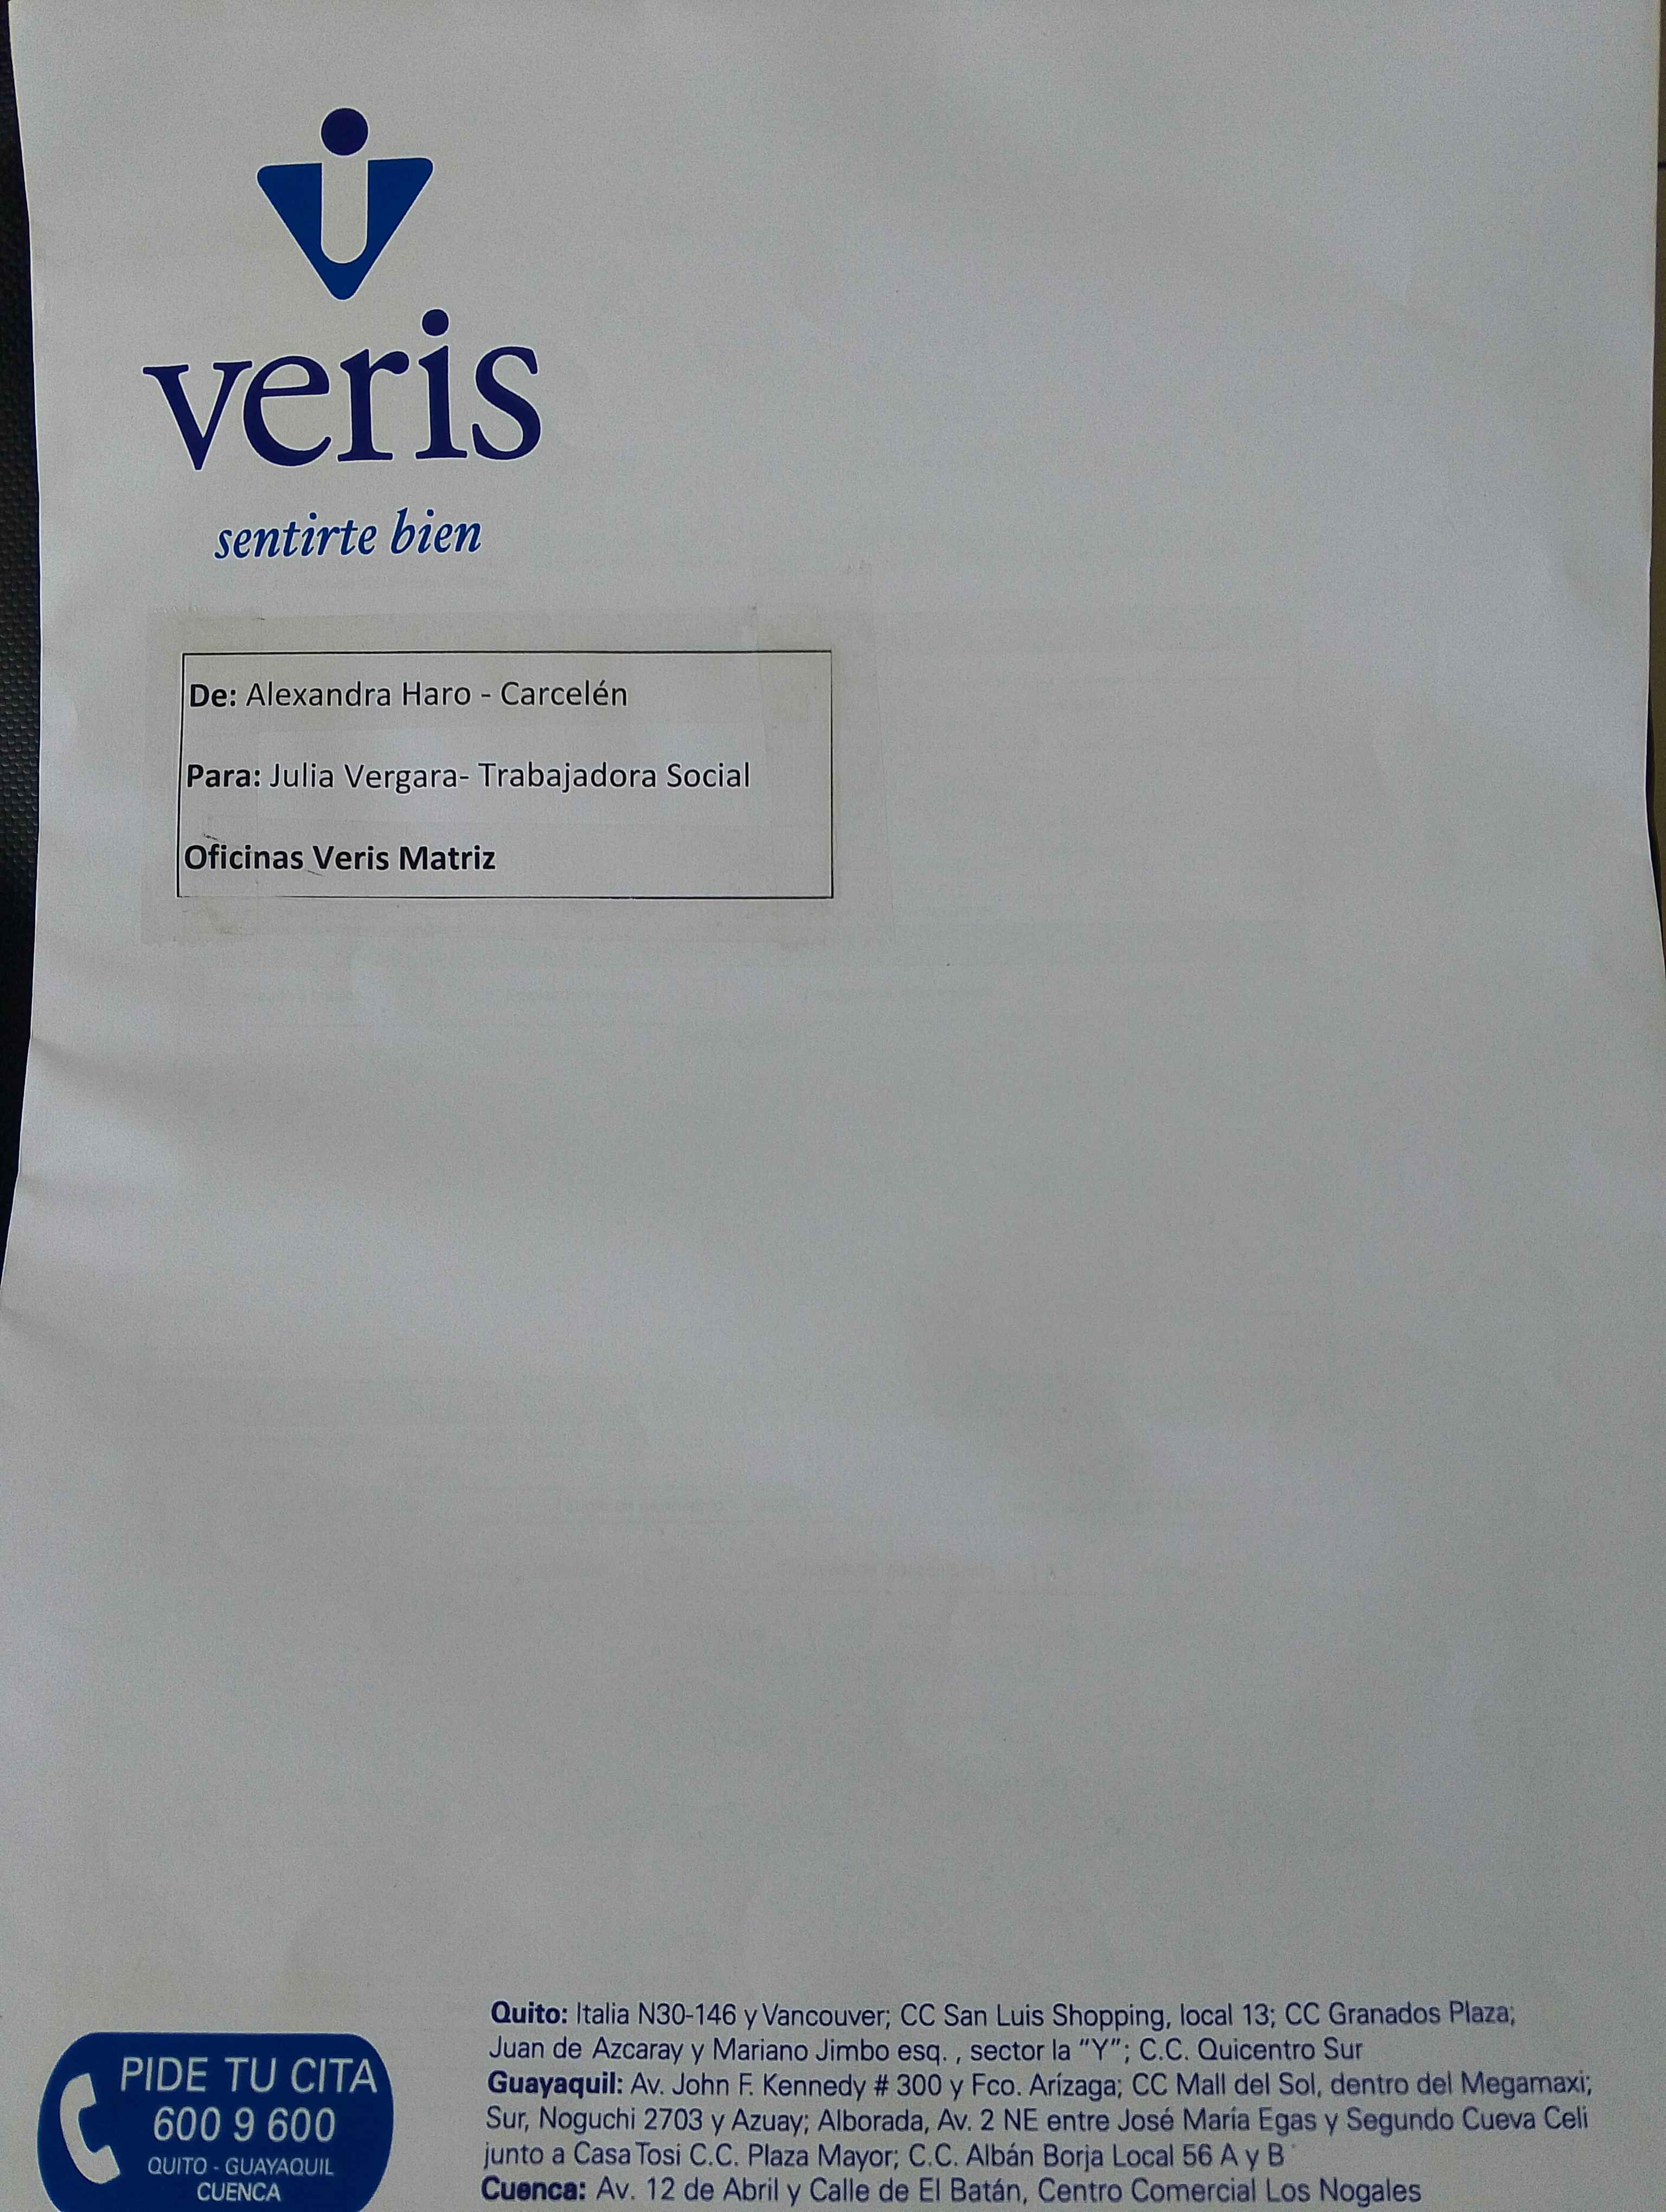 veris
sentirte bien
De: Alexandra Haro - Carcelén
Para: Julia Vergara- Trabajadora Social
Oficinas Veris Matriz
PIDE TU CITA
600 9 600
QUITO - GUAYAQUIL
CUENCA
Quito: Italia N30-146 y Vancouver; CC San Luis Shopping, local 13; CC Granados Plaza;
Juan de Azcaray y Mariano Jimbo esq. , sector la “Y”; C.C. Quicentro Sur
Guayaquil: Av. John F. Kennedy # 300 y Fco. Arízaga; CC Mall del Sol, dentro del Megamaxi;
Sur, Noguchi 2703 y Azuay; Alborada, Av. 2 NE entre José María Egas y Segundo Cueva Celi
junto a Casa Tosi C.C. Plaza Mayor; C.C. Albán Borja Local 56 A y B
Cuenca: Av. 12 de Abril y Calle de El Batán, Centro Comercial Los Nogales